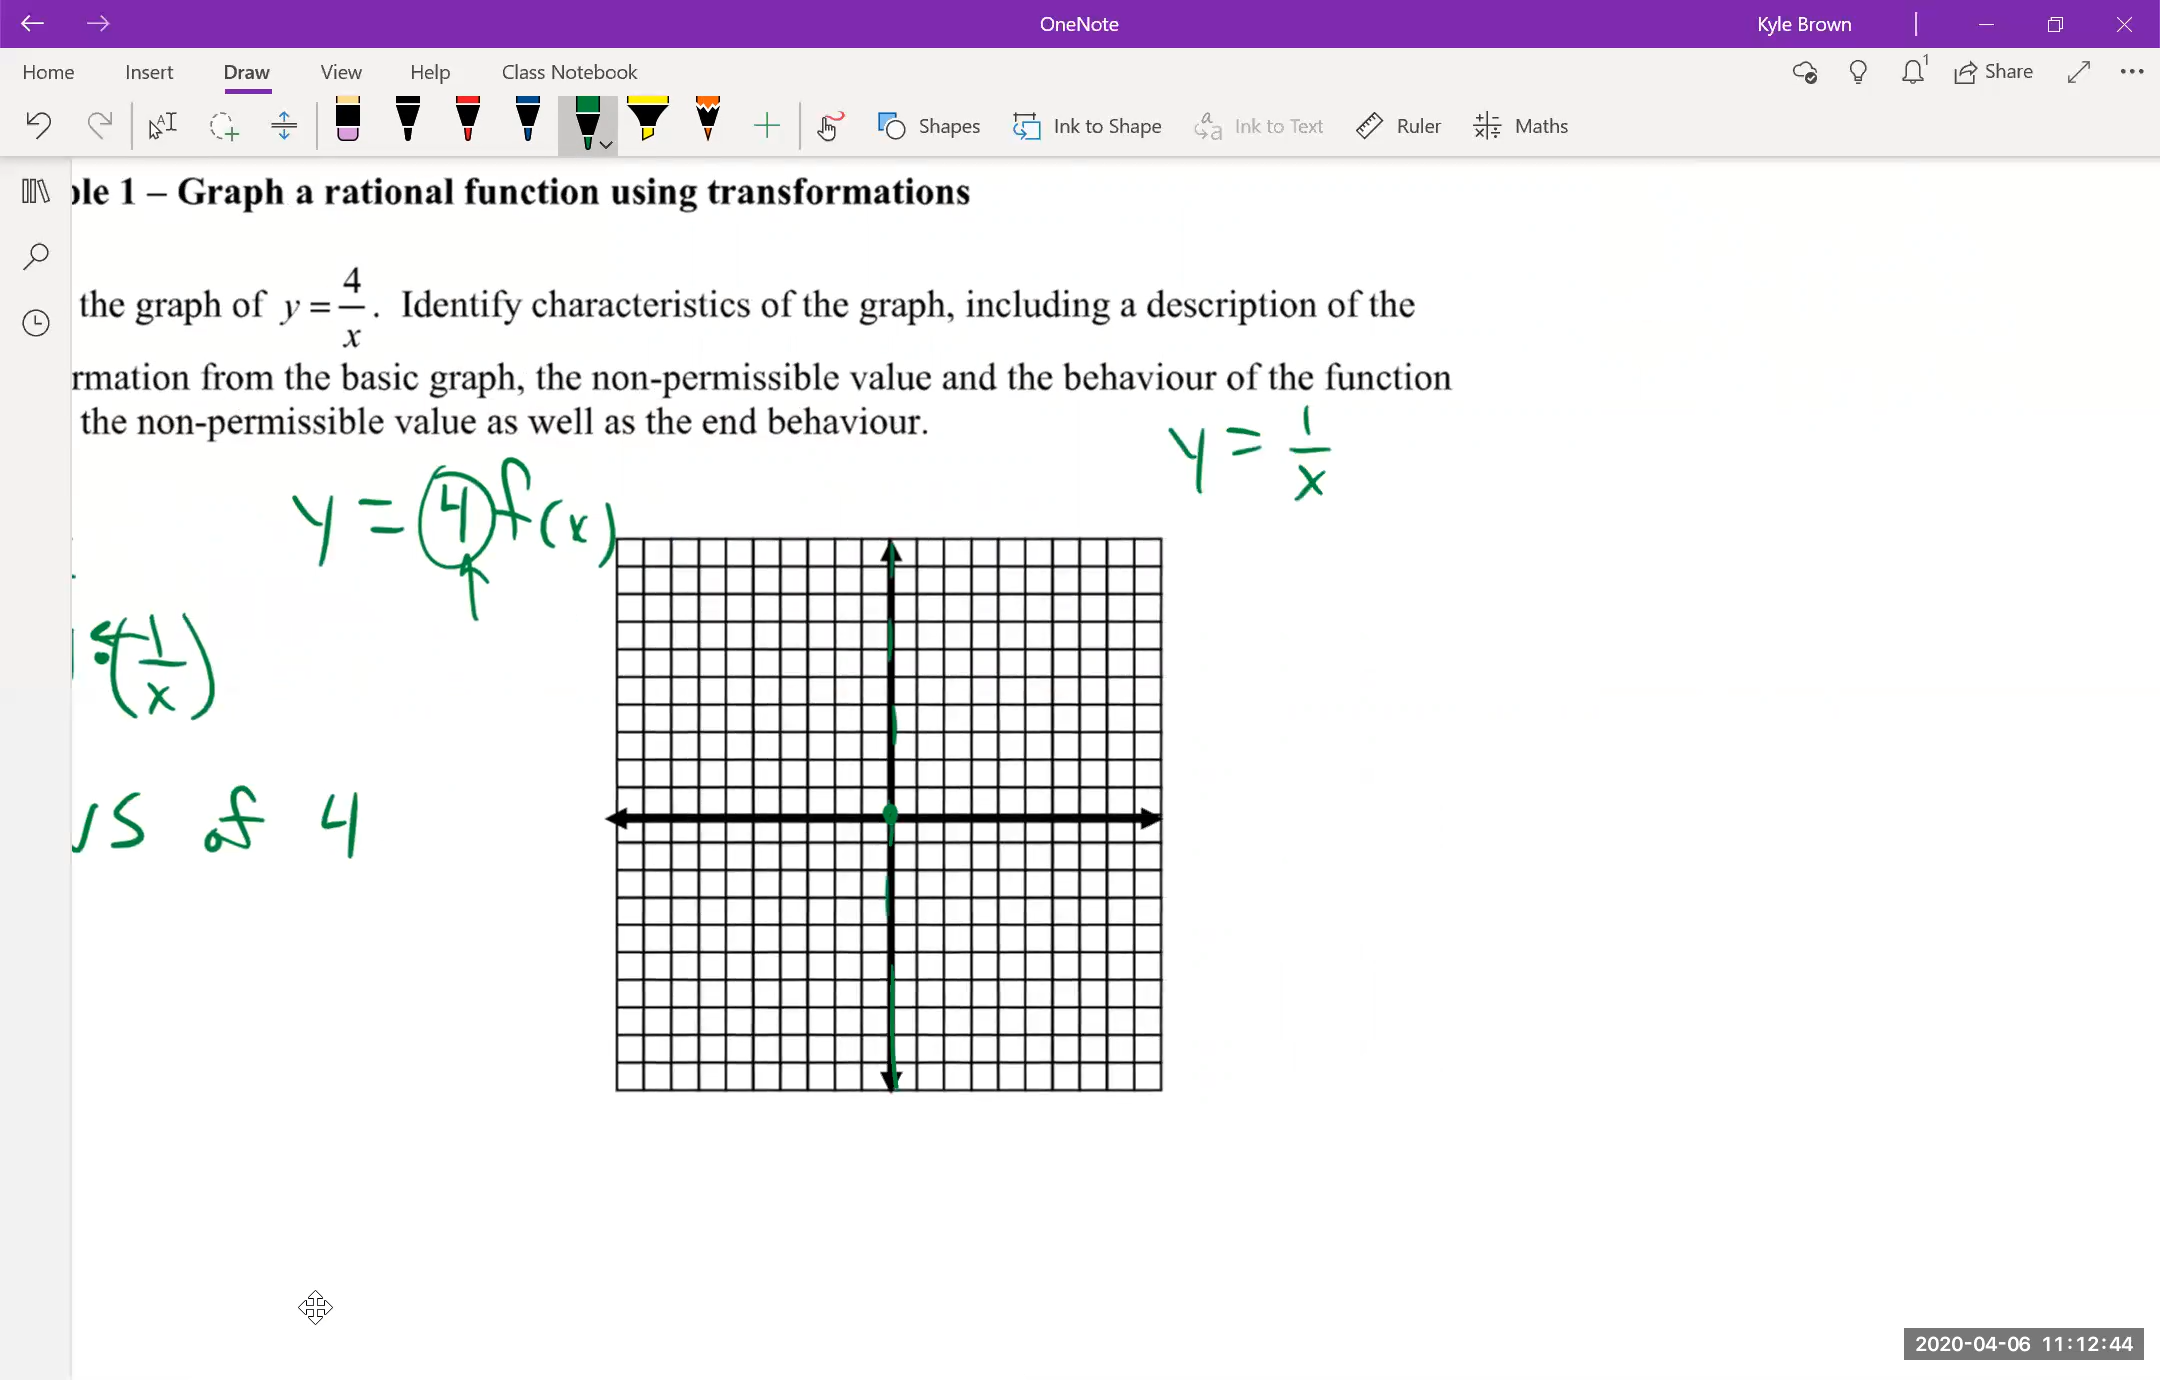 OneNote
Kyle Brown
Home Insert Draw View Help Class Notebook
1 Share
Shapes Ink to Shape Ink to Text Ruler Maths
ple 1 – Graph a rational function using transformations
the graph of y = 4/x. Identify characteristics of the graph, including a description of the
rmation from the basic graph, the non-permissible value and the behaviour of the function
the non-permissible value as well as the end behaviour.
y = 1/x
y = 4f(x)
(1/x)
VS of 4
2020-04-06 11:12:44